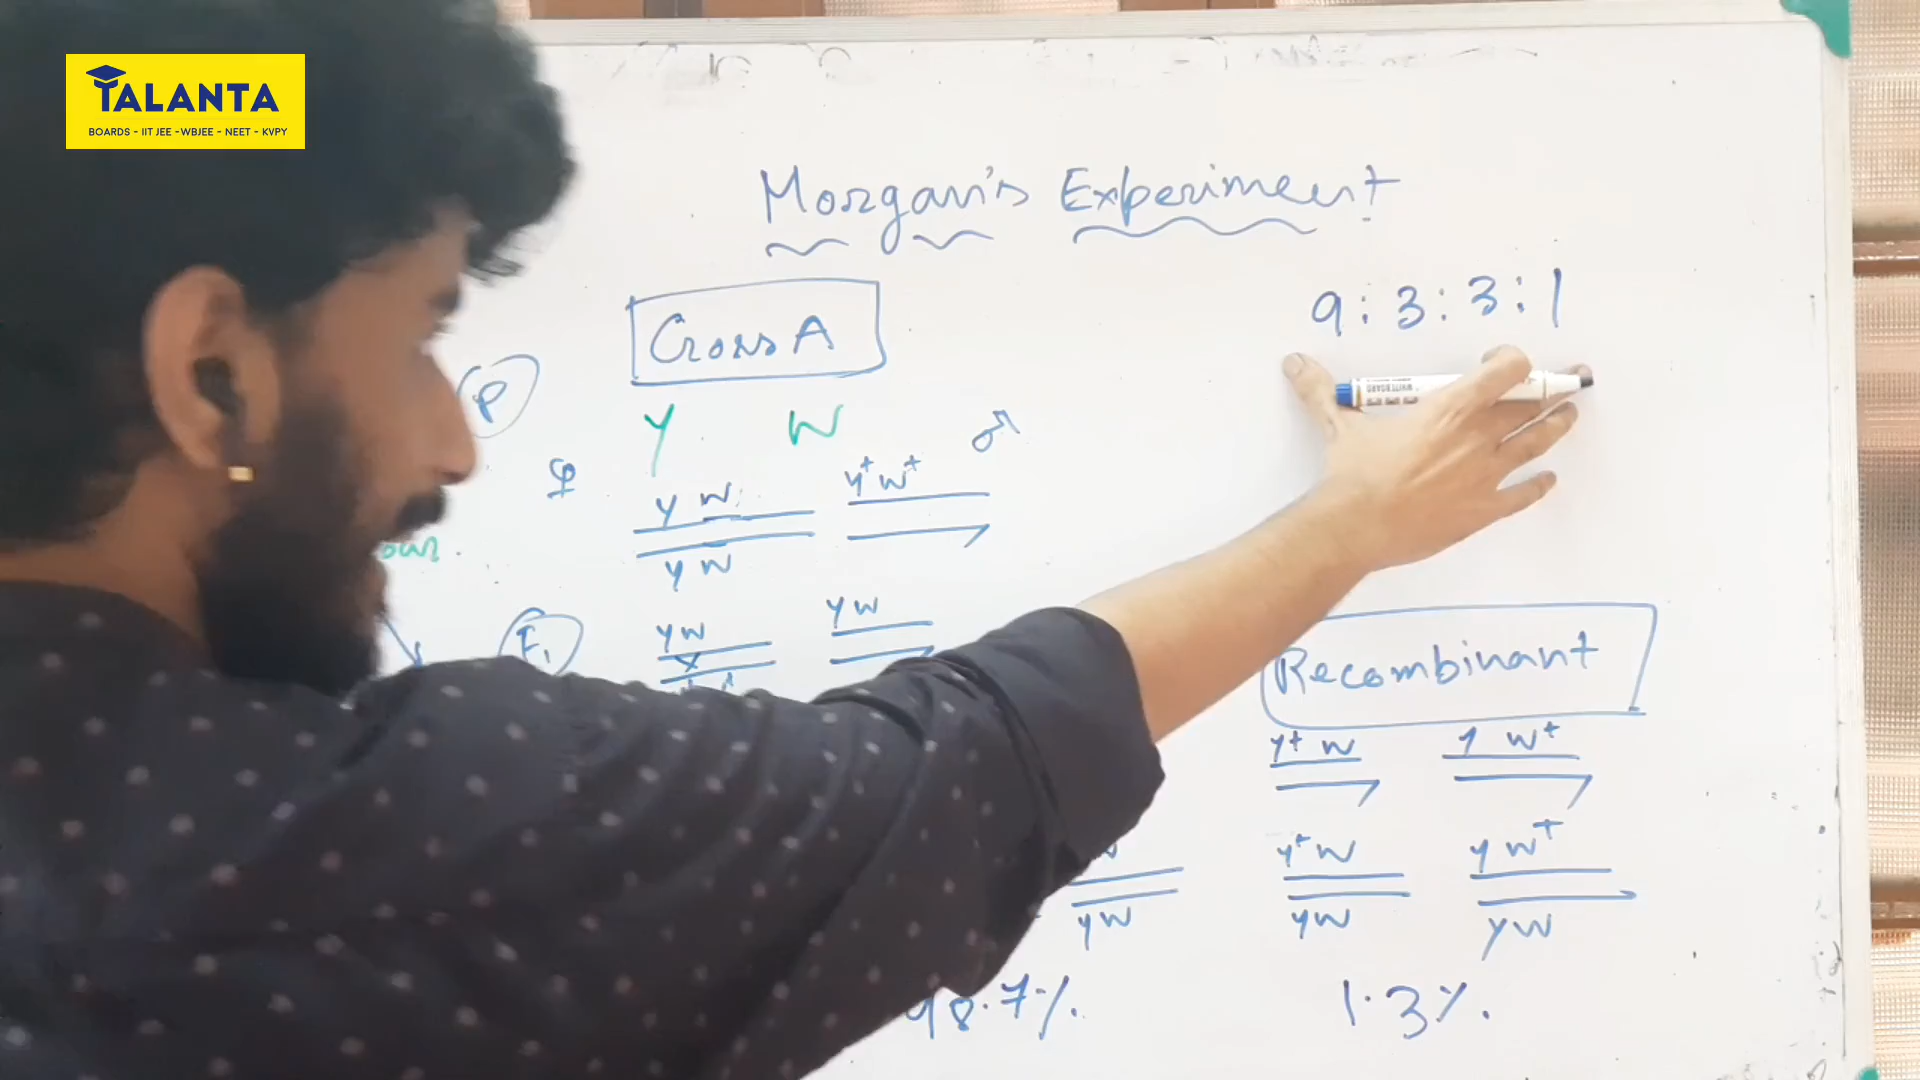 TALANTA
BOARDS - IIT JEE - WBJEE - NEET - KVPY
Morgan's Experiment
9 : 3 : 3 : 1
Cross A
P
Y W
♀ ♂
y w y+ w+
y w
F1
y w y w
Recombinant
y+ w y w+
w y+ w y w+
y w y w y w
98.7%. 1.3%.
WHITEBOARD